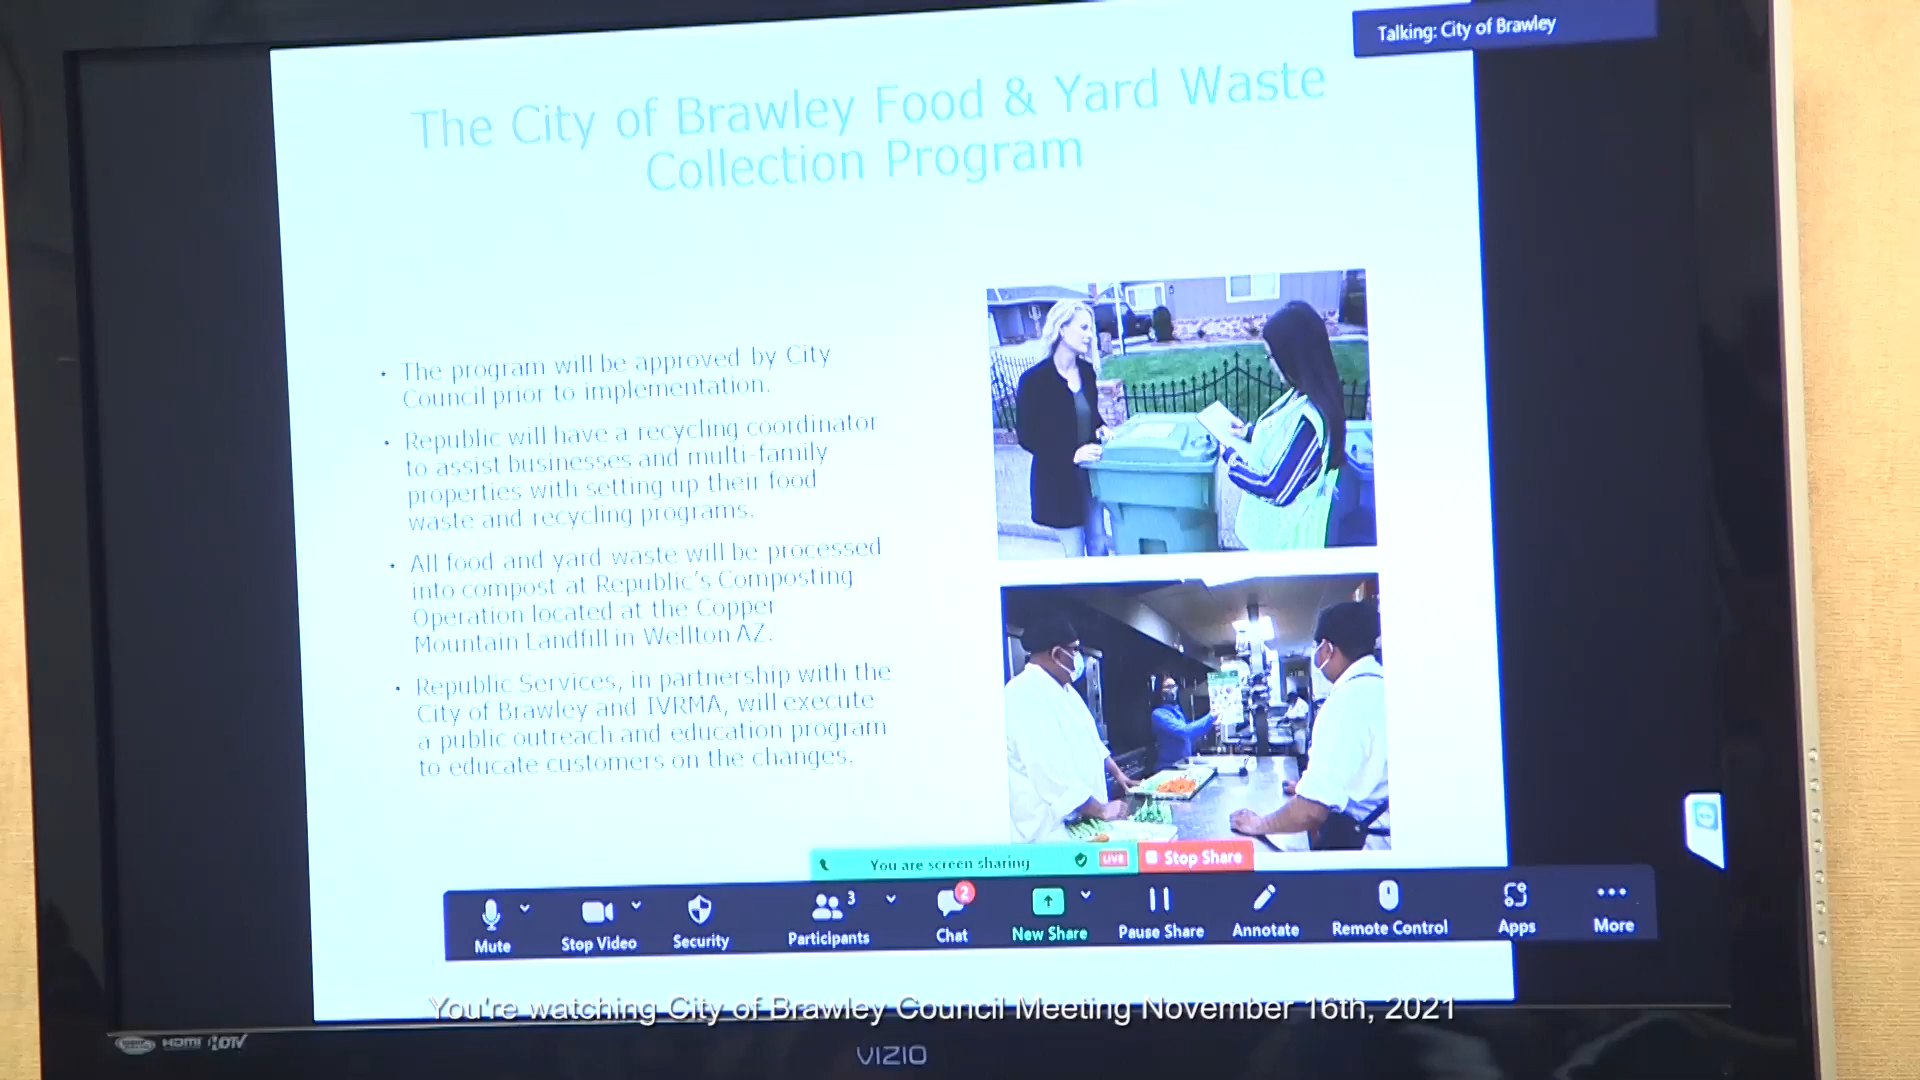 Talking: City of Brawley
The City of Brawley Food & Yard Waste
Collection Program
• The program will be approved by City
Council prior to implementation.
• Republic will have a recycling coordinator
to assist businesses and multi-family
properties with setting up their food
waste and recycling programs.
• All food and yard waste will be processed
into compost at Republic's Composting
Operation located at the Copper
Mountain Landfill in Wellton AZ.
• Republic Services, in partnership with the
City of Brawley and IVRMA, will execute
a public outreach and education program
to educate customers on the changes.
You are screen sharing
LIVE
Stop Share
3
2
Mute
Stop Video
Security
Participants
Chat
New Share
Pause Share
Annotate
Remote Control
Apps
More
You're watching City of Brawley Council Meeting November 16th, 2021
HDMI HDTV
VIZIO